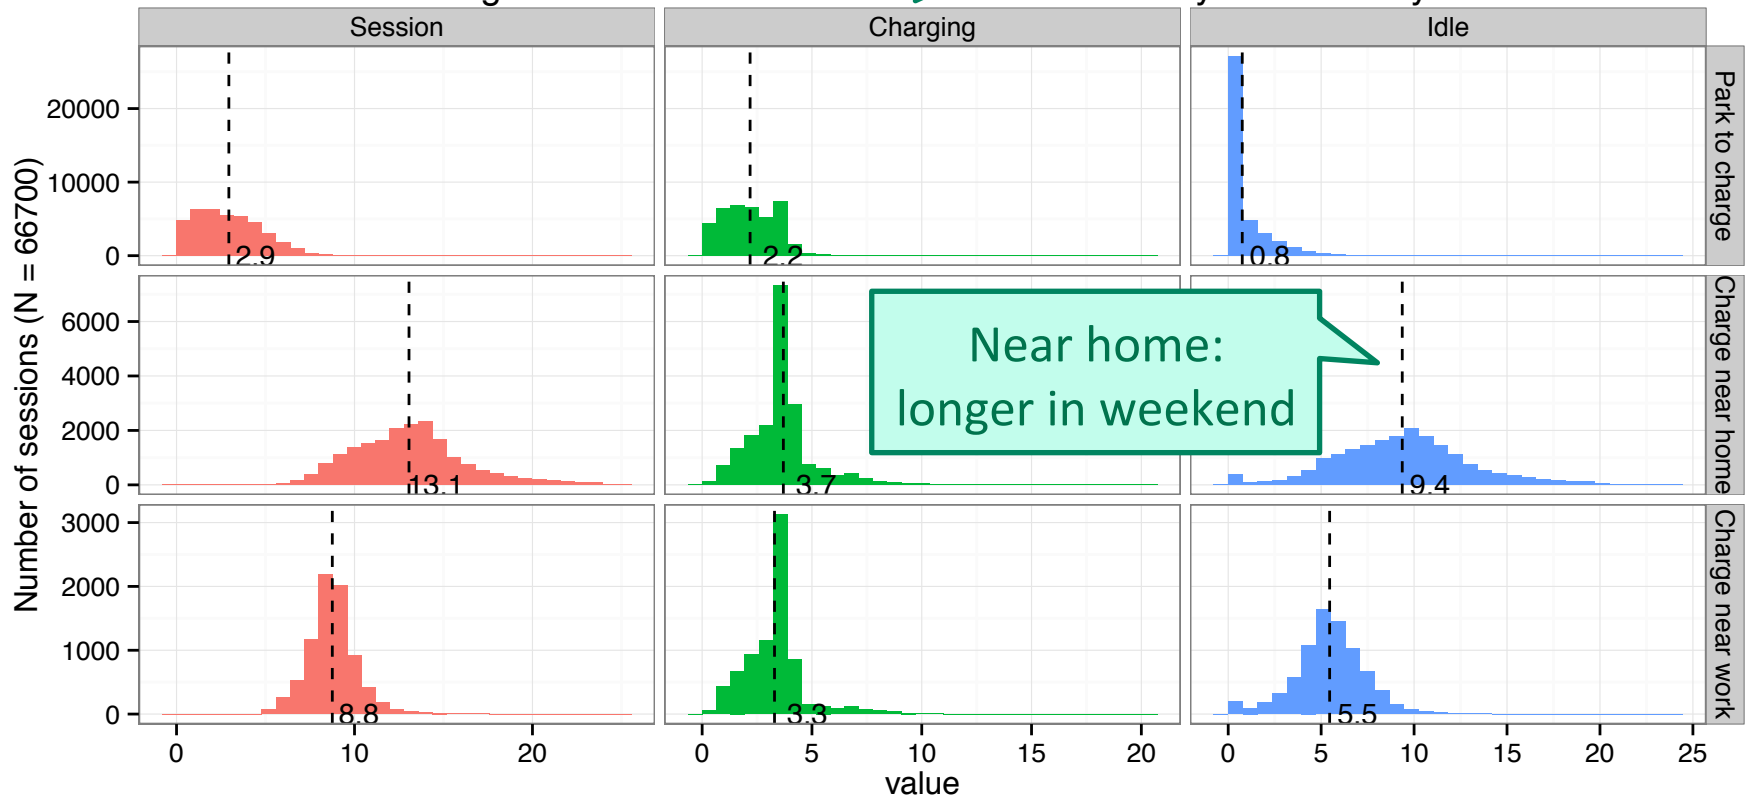 Session
Charging
Idle
Number of sessions (N = 66700)
20000
10000
0
2.9
2.2
0.8
Park to charge
6000
4000
2000
0
13.1
3.7
Near home:
longer in weekend
9.4
Charge near home
3000
2000
1000
0
8.8
3.3
5.5
Charge near work
0 10 20
0 5 10 15 20
0 5 10 15 20 25
value